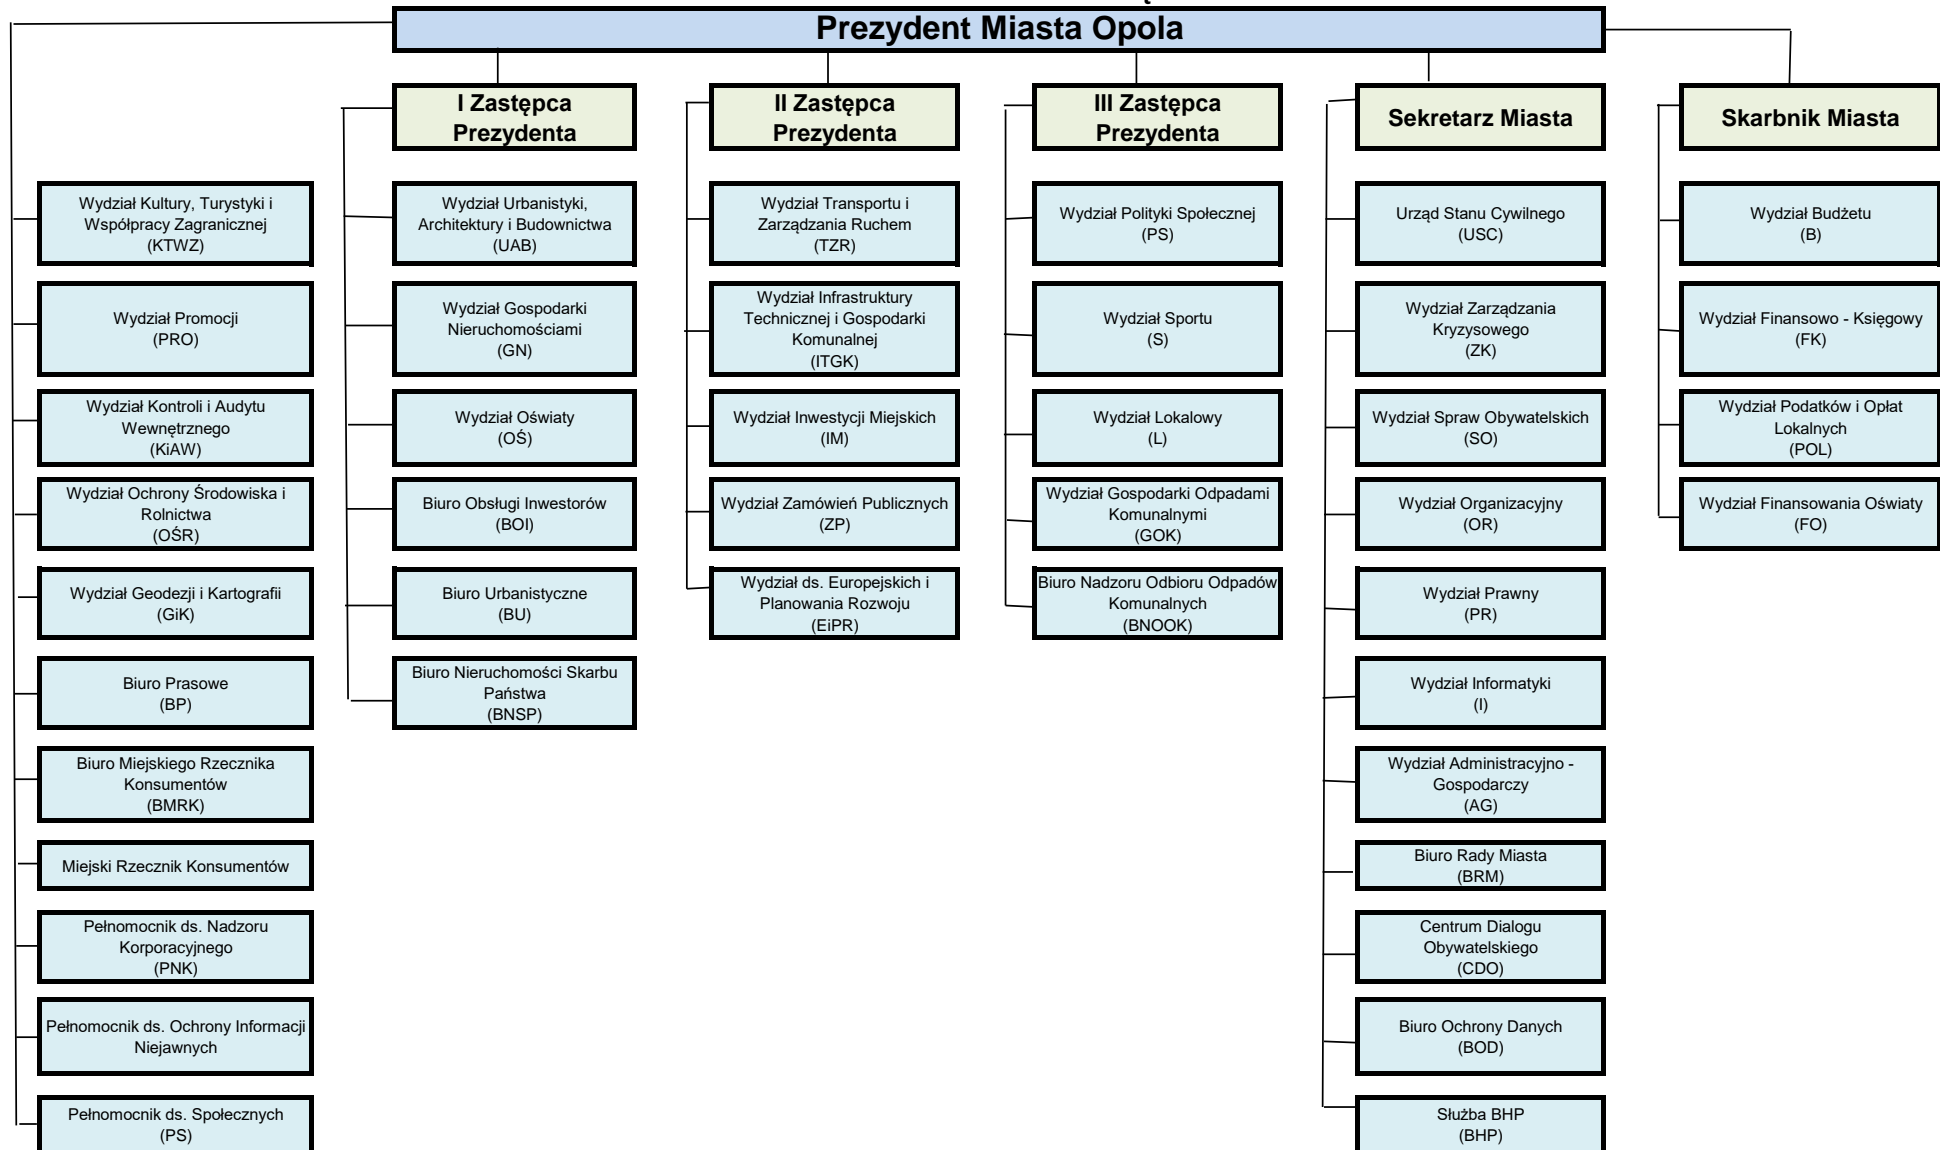 Prezydent Miasta Opola
I Zastępca
Prezydenta
II Zastępca
Prezydenta
III Zastępca
Prezydenta
Sekretarz Miasta
Skarbnik Miasta
Wydział Kultury, Turystyki i
Współpracy Zagranicznej
(KTWZ)
Wydział Promocji
(PRO)
Wydział Kontroli i Audytu
Wewnętrznego
(KiAW)
Wydział Ochrony Środowiska i
Rolnictwa
(OŚR)
Wydział Geodezji i Kartografii
(GiK)
Biuro Prasowe
(BP)
Biuro Miejskiego Rzecznika
Konsumentów
(BMRK)
Miejski Rzecznik Konsumentów
Pełnomocnik ds. Nadzoru
Korporacyjnego
(PNK)
Pełnomocnik ds. Ochrony Informacji
Niejawnych
Pełnomocnik ds. Społecznych
(PS)
Wydział Urbanistyki,
Architektury i Budownictwa
(UAB)
Wydział Gospodarki
Nieruchomościami
(GN)
Wydział Oświaty
(OŚ)
Biuro Obsługi Inwestorów
(BOI)
Biuro Urbanistyczne
(BU)
Biuro Nieruchomości Skarbu
Państwa
(BNSP)
Wydział Transportu i
Zarządzania Ruchem
(TZR)
Wydział Infrastruktury
Technicznej i Gospodarki
Komunalnej
(ITGK)
Wydział Inwestycji Miejskich
(IM)
Wydział Zamówień Publicznych
(ZP)
Wydział ds. Europejskich i
Planowania Rozwoju
(EiPR)
Wydział Polityki Społecznej
(PS)
Wydział Sportu
(S)
Wydział Lokalowy
(L)
Wydział Gospodarki Odpadami
Komunalnymi
(GOK)
Biuro Nadzoru Odbioru Odpadów
Komunalnych
(BNOOK)
Urząd Stanu Cywilnego
(USC)
Wydział Zarządzania
Kryzysowego
(ZK)
Wydział Spraw Obywatelskich
(SO)
Wydział Organizacyjny
(OR)
Wydział Prawny
(PR)
Wydział Informatyki
(I)
Wydział Administracyjno -
Gospodarczy
(AG)
Biuro Rady Miasta
(BRM)
Centrum Dialogu
Obywatelskiego
(CDO)
Biuro Ochrony Danych
(BOD)
Służba BHP
(BHP)
Wydział Budżetu
(B)
Wydział Finansowo - Księgowy
(FK)
Wydział Podatków i Opłat
Lokalnych
(POL)
Wydział Finansowania Oświaty
(FO)